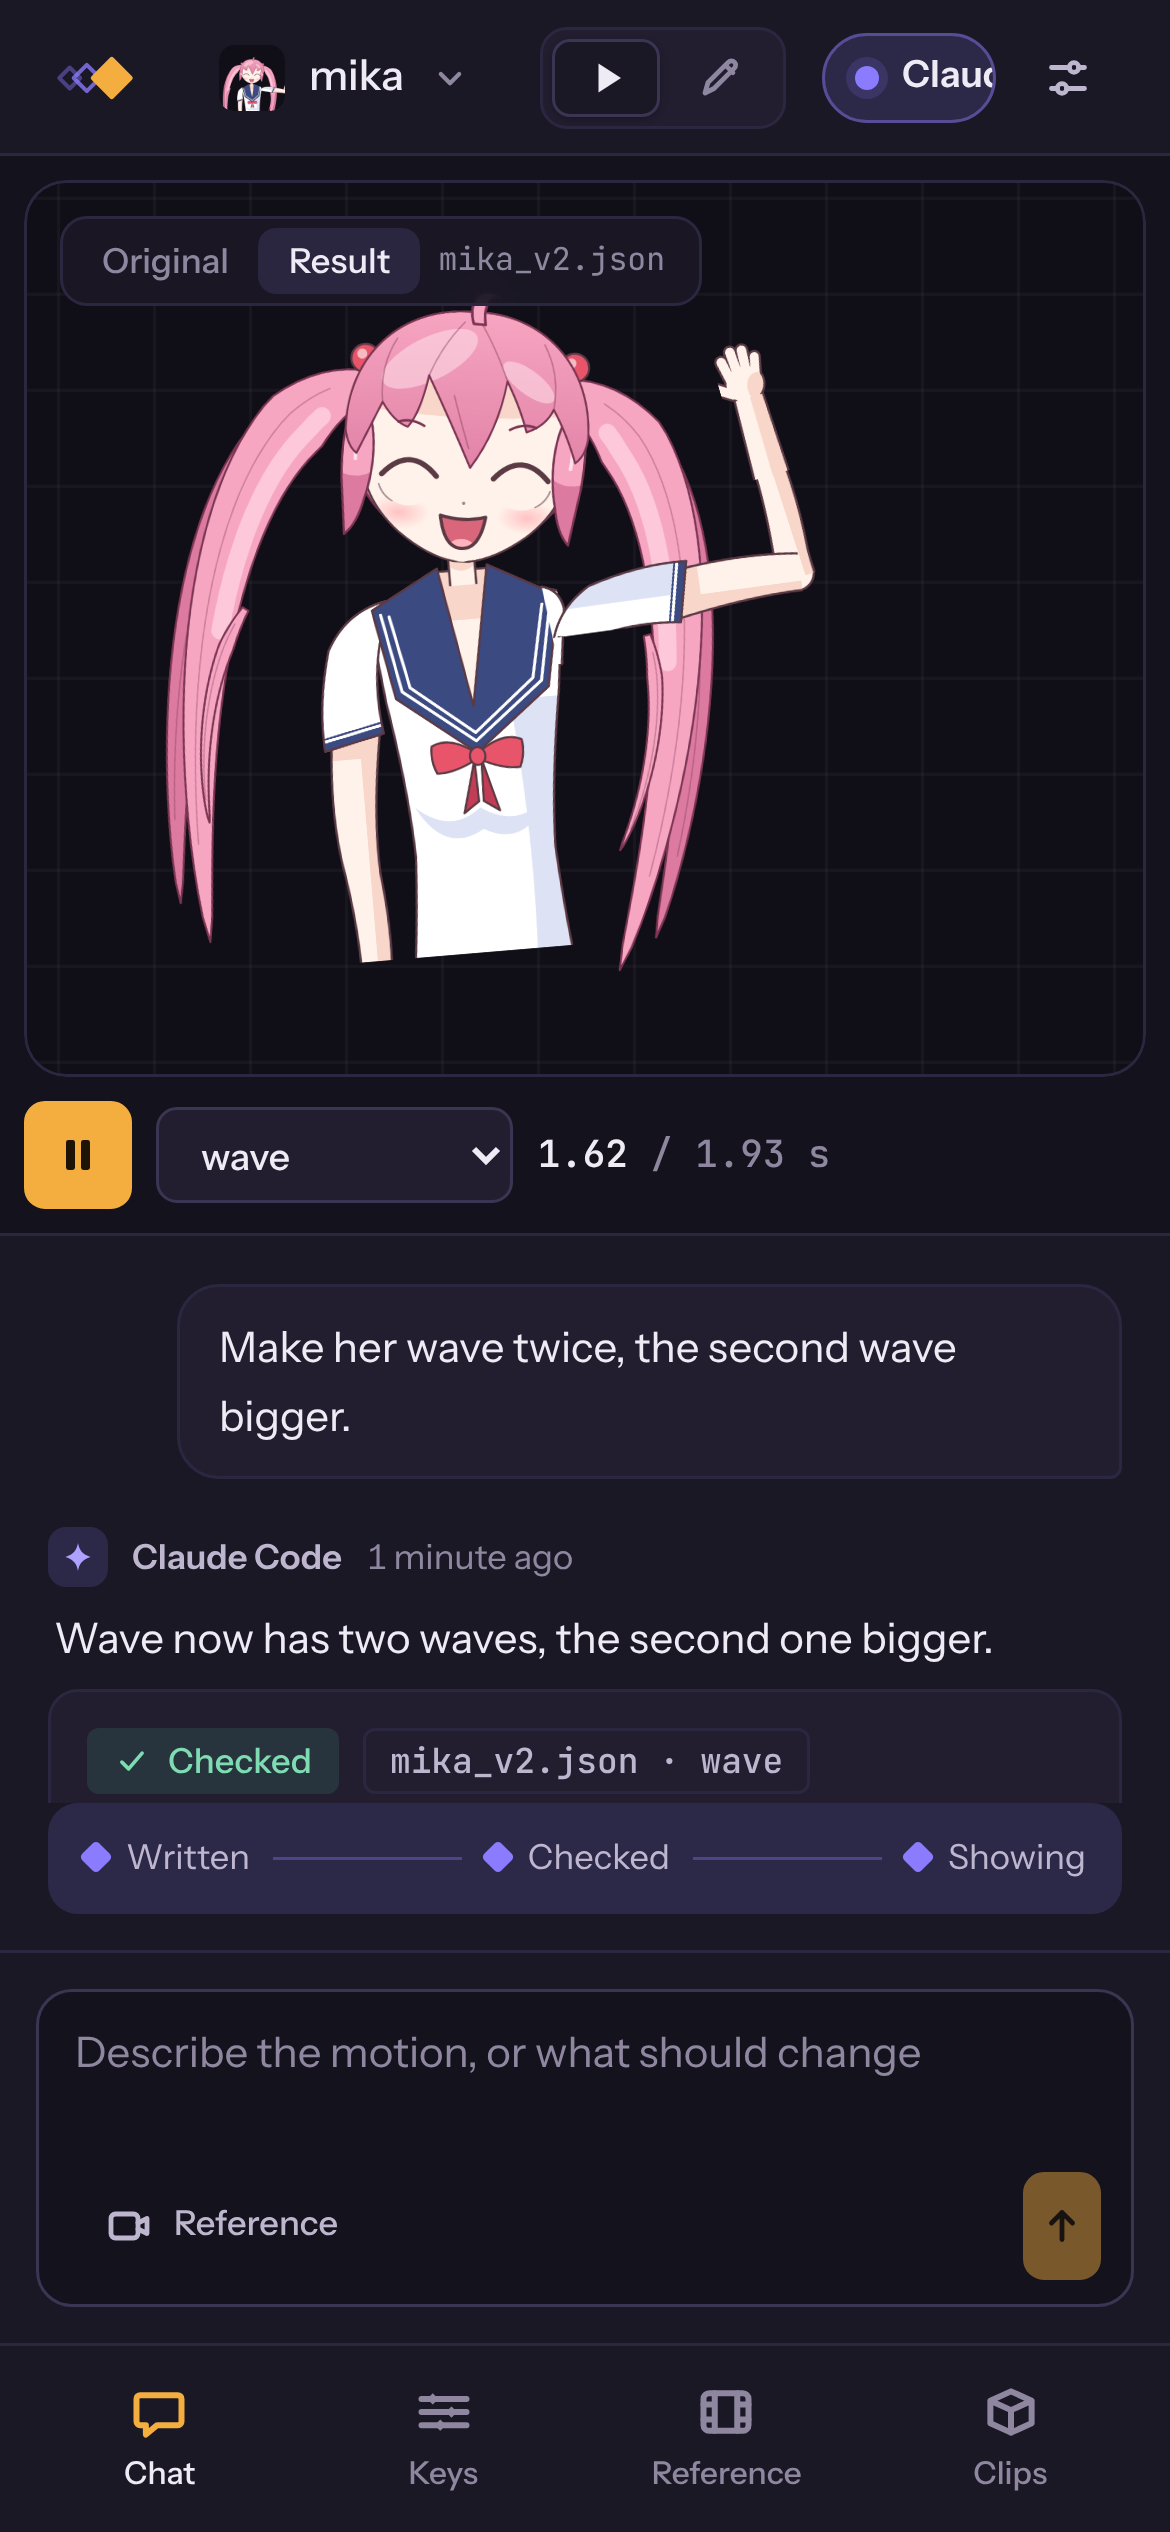 mika
Clauc
Original
Result
mika_v2.json
wave
1.62 / 1.93 s
Make her wave twice, the second wave
bigger.
Claude Code 1 minute ago
Wave now has two waves, the second one bigger.
Checked
mika_v2.json · wave
Written
Checked
Showing
Describe the motion, or what should change
Reference
Chat
Keys
Reference
Clips